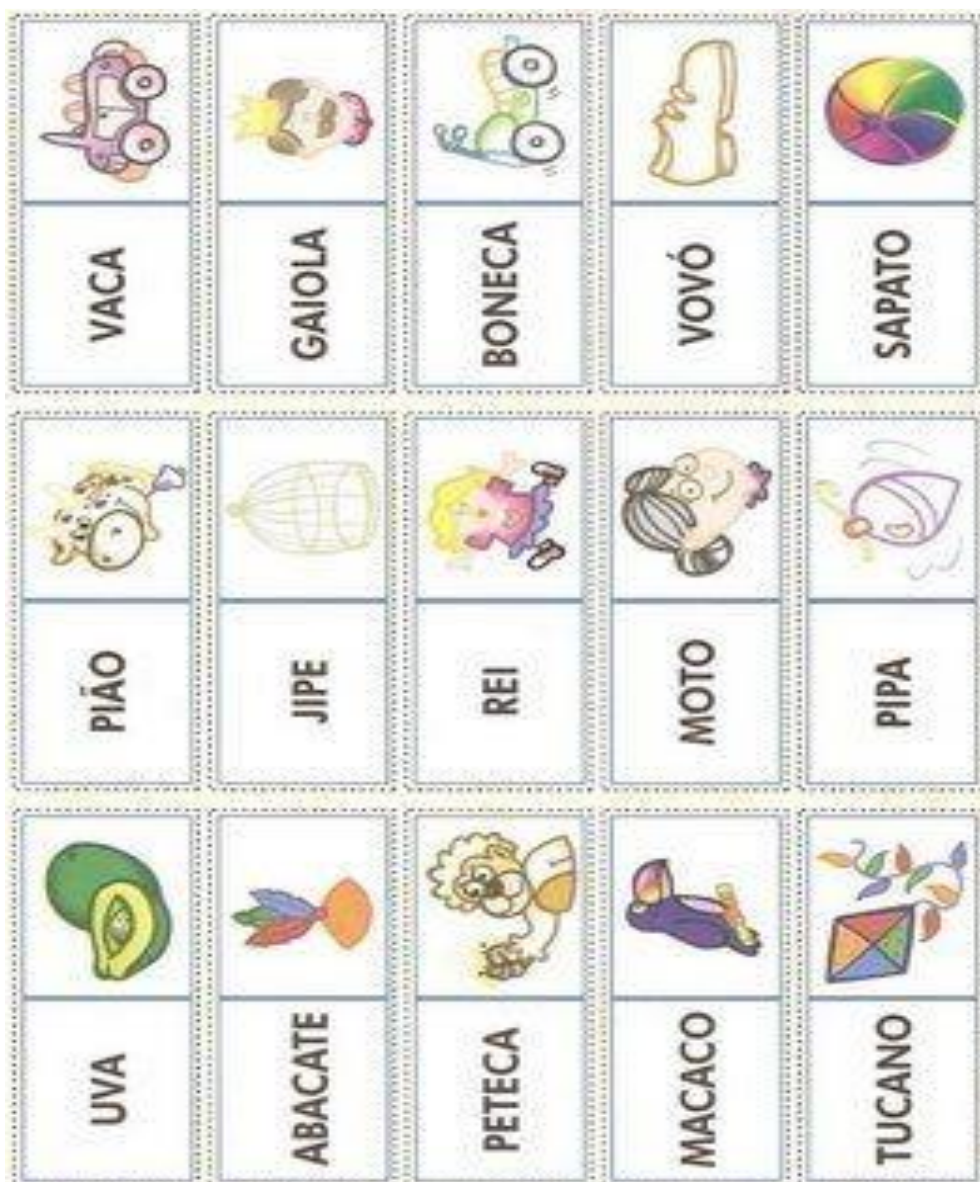 VACA
GAIOLA
BONECA
VOVÓ
SAPATO
PIÃO
JIPE
REI
MOTO
PIPA
UVA
ABACATE
PETECA
MACACO
TUCANO